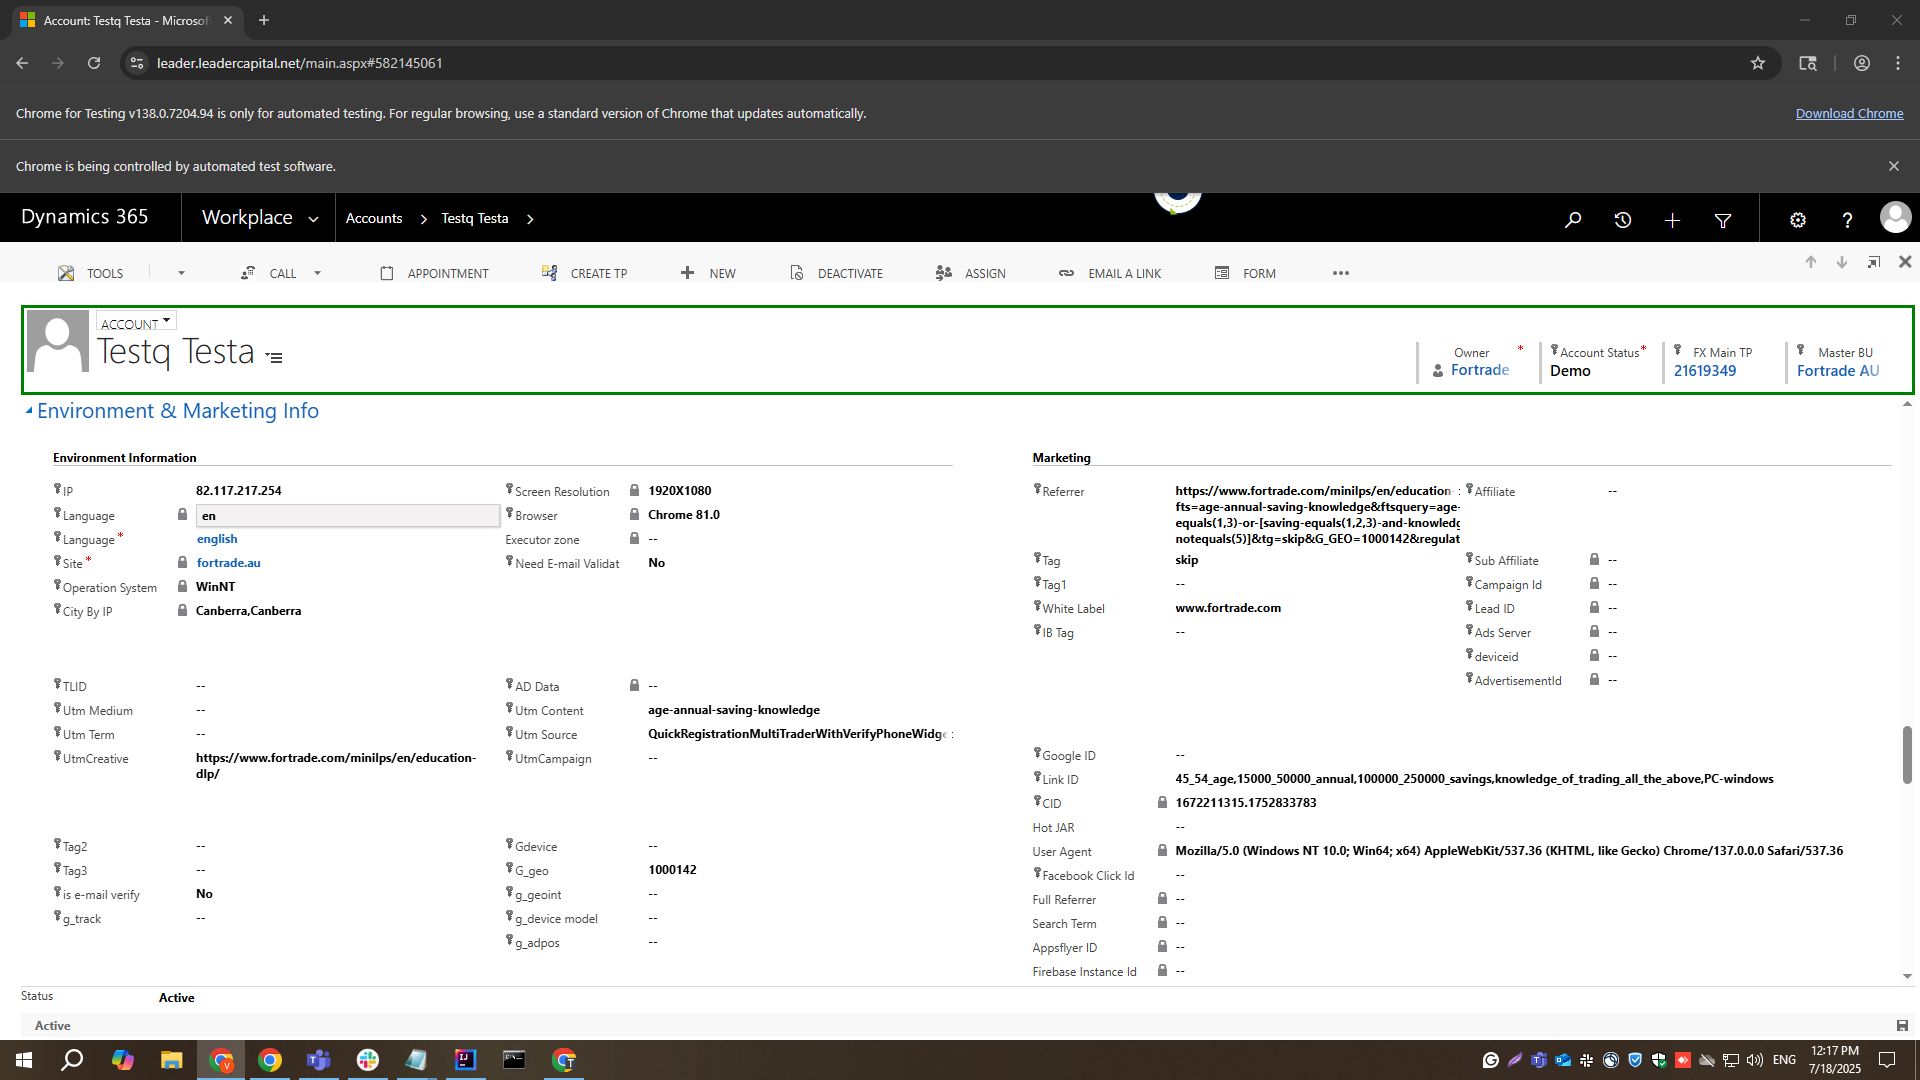 Account: Testq Testa - Microsof
leader.leadercapital.net/main.aspx#582145061
Chrome for Testing v138.0.7204.94 is only for automated testing. For regular browsing, use a standard version of Chrome that updates automatically.
Download Chrome
Chrome is being controlled by automated test software.
Dynamics 365
Workplace
Accounts
Testq Testa
TOOLS
CALL
APPOINTMENT
CREATE TP
NEW
DEACTIVATE
ASSIGN
EMAIL A LINK
FORM
ACCOUNT
Testq Testa
Owner *
Fortrade
Account Status *
Demo
FX Main TP
21619349
Master BU
Fortrade AU
Environment & Marketing Info
Environment Information
IP 82.117.217.254
Language en
Language * english
Site * fortrade.au
Operation System WinNT
City By IP Canberra,Canberra
Screen Resolution 1920X1080
Browser Chrome 81.0
Executor zone --
Need E-mail Validat No
TLID --
Utm Medium --
Utm Term --
UtmCreative https://www.fortrade.com/minilps/en/education-
dlp/
AD Data --
Utm Content age-annual-saving-knowledge
Utm Source QuickRegistrationMultiTraderWithVerifyPhoneWidge
UtmCampaign --
Tag2 --
Tag3 --
is e-mail verify No
g_track --
Gdevice --
G_geo 1000142
g_geoint --
g_device model --
g_adpos --
Marketing
Referrer https://www.fortrade.com/minilps/en/education-
fts=age-annual-saving-knowledge&ftsquery=age-
equals(1,3)-or-[saving-equals(1,2,3)-and-knowledg
notequals(5)]&tg=skip&G_GEO=1000142&regulat
Tag skip
Tag1 --
White Label www.fortrade.com
IB Tag --
Affiliate --
Sub Affiliate --
Campaign Id --
Lead ID --
Ads Server --
deviceid --
AdvertisementId --
Google ID --
Link ID 45_54_age,15000_50000_annual,100000_250000_savings,knowledge_of_trading_all_the_above,PC-windows
CID 1672211315.1752833783
Hot JAR --
User Agent Mozilla/5.0 (Windows NT 10.0; Win64; x64) AppleWebKit/537.36 (KHTML, like Gecko) Chrome/137.0.0.0 Safari/537.36
Facebook Click Id --
Full Referrer --
Search Term --
Appsflyer ID --
Firebase Instance Id --
Status Active
Active
ENG
12:17 PM
7/18/2025